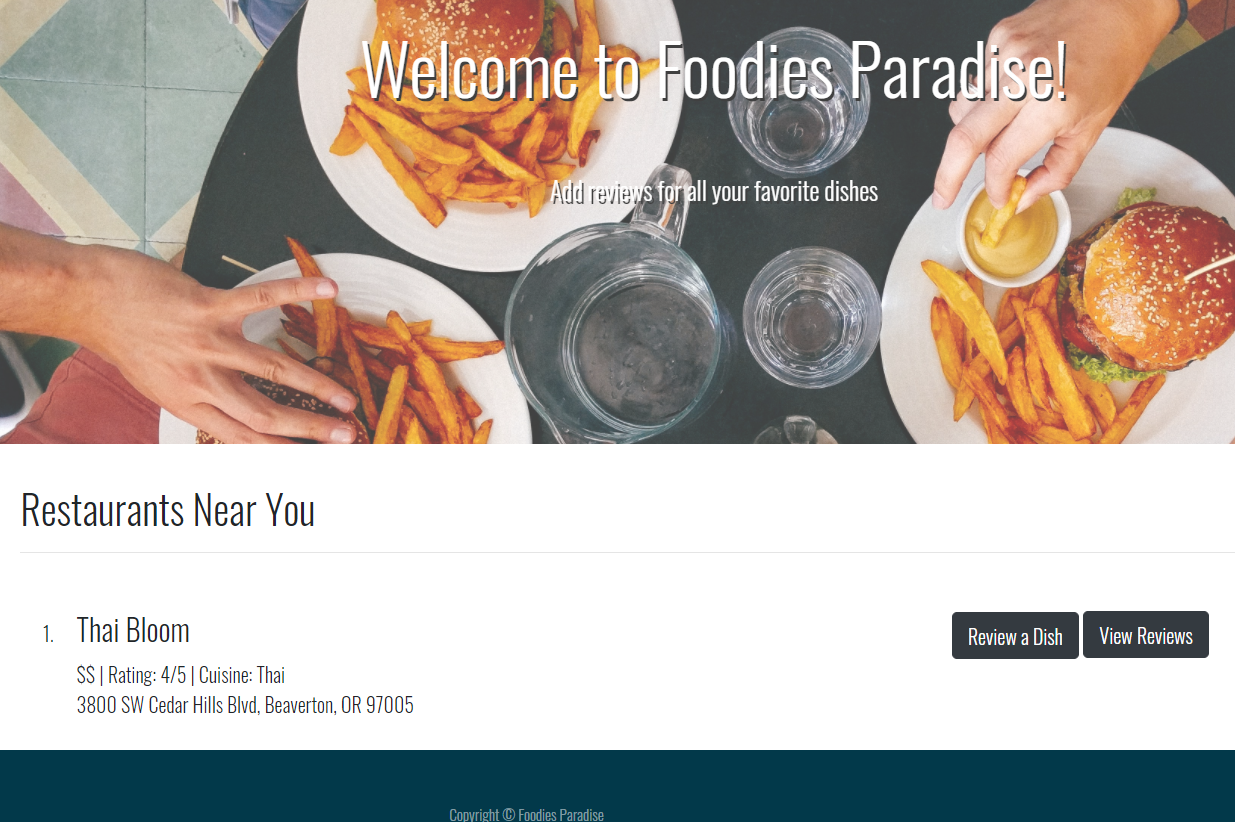 Welcome to Foodies Paradise!
Add reviews for all your favorite dishes
Restaurants Near You
1. Thai Bloom
Review a Dish View Reviews
$$ | Rating: 4/5 | Cuisine: Thai
3800 SW Cedar Hills Blvd, Beaverton, OR 97005
Copyright © Foodies Paradise